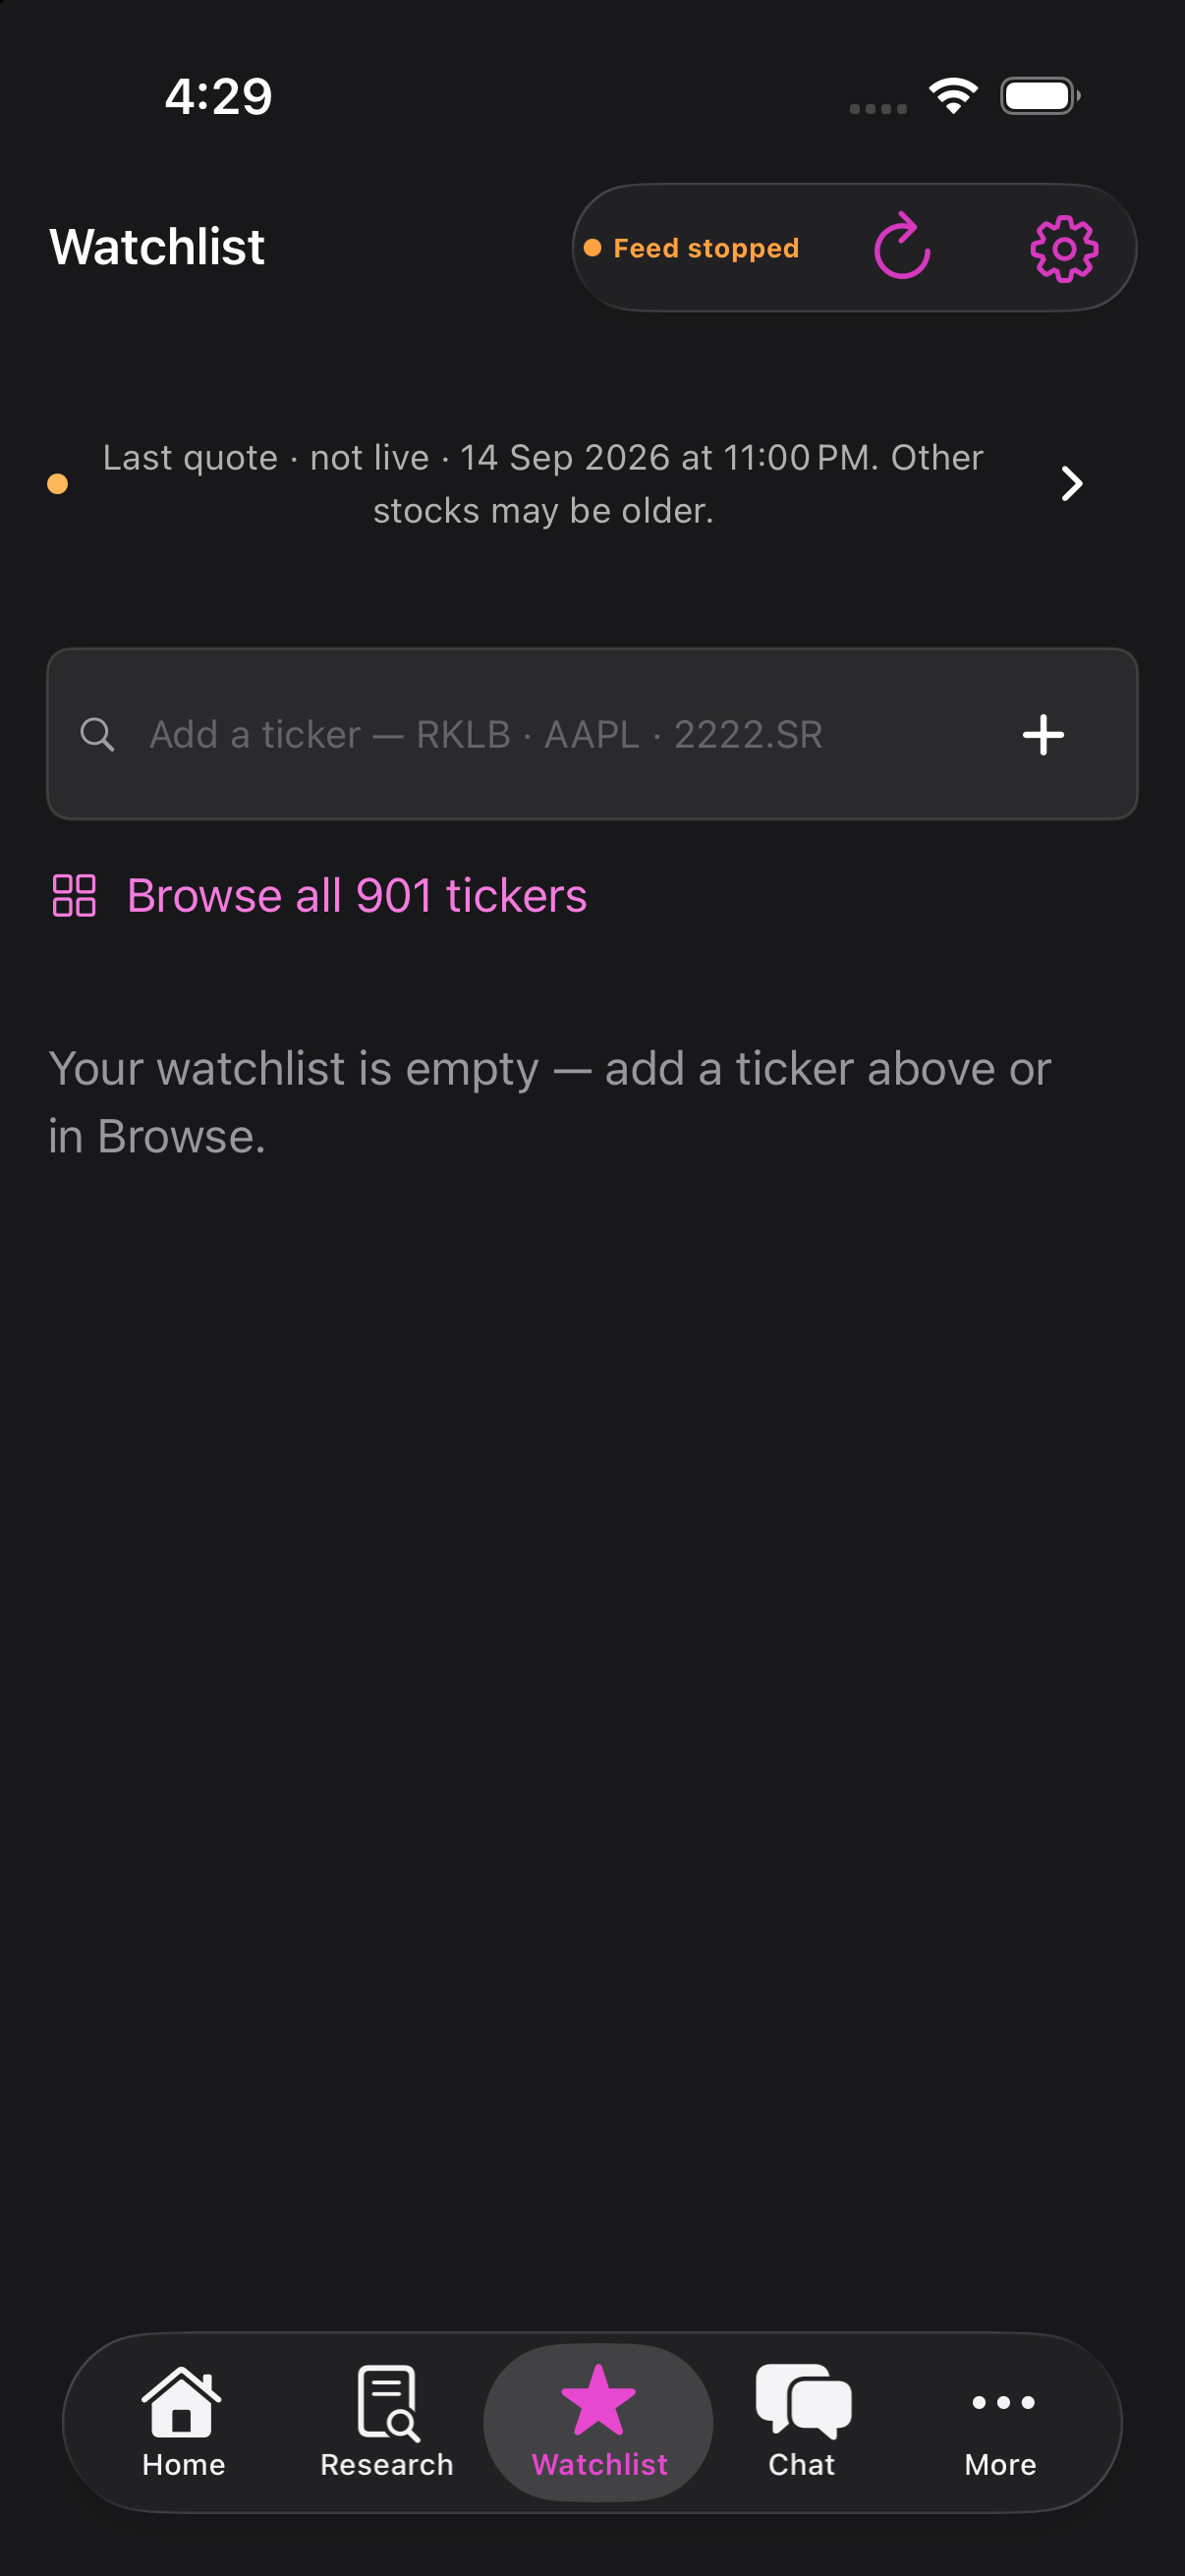 4:29
Watchlist
Feed stopped
Last quote · not live · 14 Sep 2026 at 11:00 PM. Other
stocks may be older.
Add a ticker — RKLB · AAPL · 2222.SR
Browse all 901 tickers
Your watchlist is empty — add a ticker above or
in Browse.
Home
Research
Watchlist
Chat
More